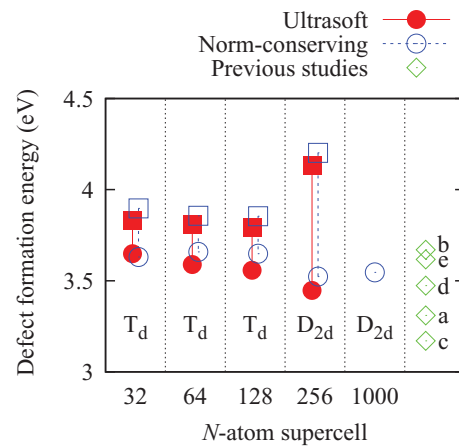 Ultrasoft
Norm-conserving
Previous studies
Defect formation energy (eV)
4.5
4
3.5
3
b
e
d
a
c
T_d T_d T_d D_2d D_2d
32 64 128 256 1000
N-atom supercell